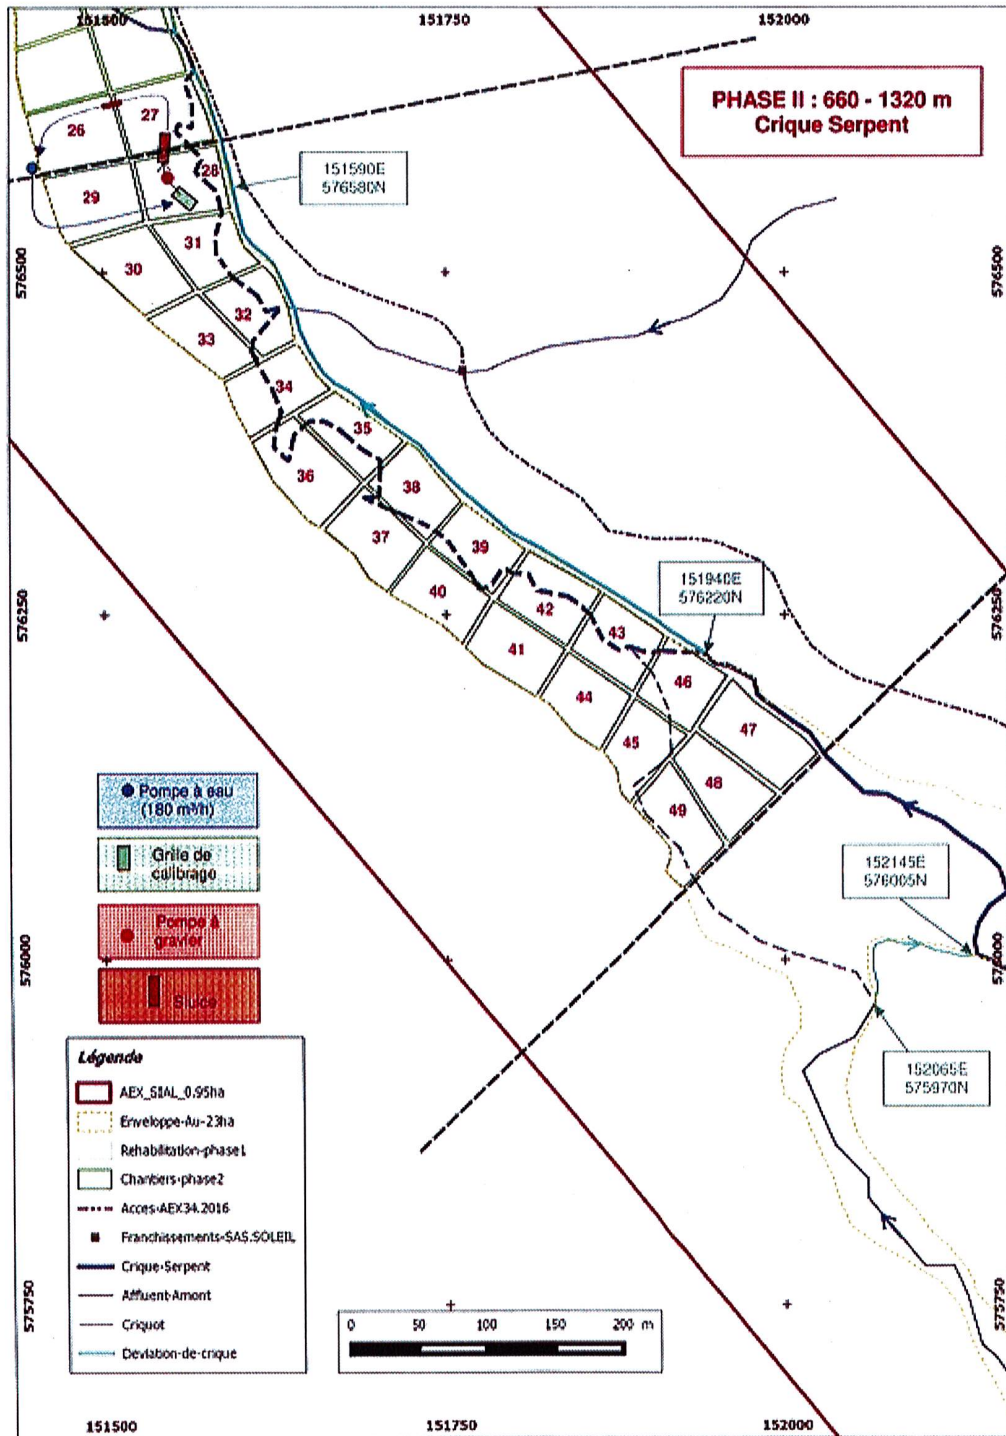 151500
151750
152000
PHASE II : 660 - 1320 m
Crique Serpent
26
27
28
151590E
576580N
29
31
30
576500
576500
32
33
34
35
36
38
37
39
40
151940E
576220N
576250
576250
42
43
41
46
44
47
45
48
49
Pompe à eau
(180 m³/h)
Grille de
calibrage
152145E
576005N
Pompe à
gravier
576000
576000
Sluice
Légende
152065E
575970N
AEX_SIAL_0.95ha
Enveloppe-Au-23ha
Rehabilitation-phase1
Chantiers-phase2
Acces-AEX34.2016
Franchissements-SAS.SOLEIL
Crique-Serpent
Affluent-Amont
Criquot
Deviation-de-crique
575750
575750
0 50 100 150 200 m
151500
151750
152000